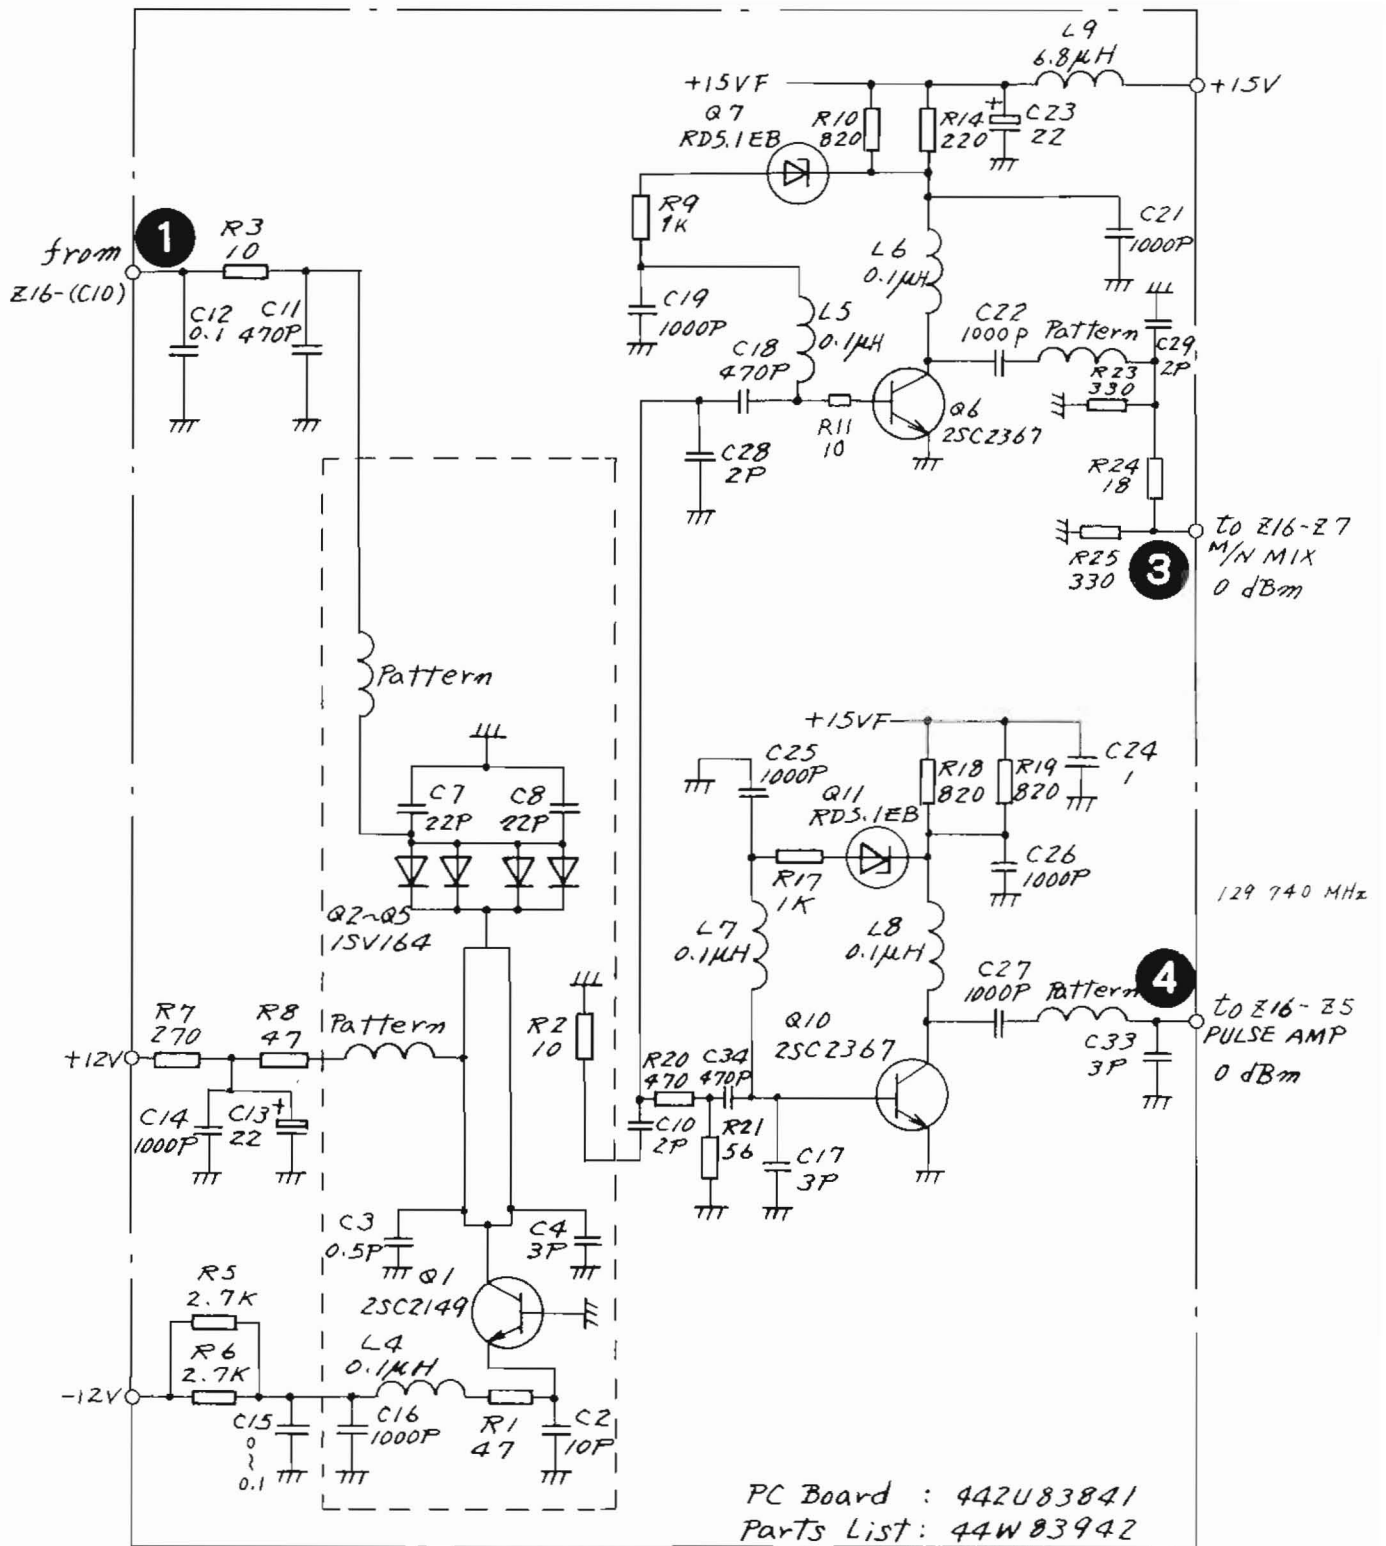 L9
6.8μH
+15VF
+15V
Q7
RD5.1EB
R10
820
R14
220
C23
+
22
R9
1K
C21
1000P
1
R3
10
from
Z16-(C10)
C12
0.1
C11
470P
L6
0.1μH
C19
1000P
L5
0.1μH
C22
1000P
Pattern
C29
2P
C18
470P
R23
330
Q6
2SC2367
R11
10
C28
2P
R24
18
to Z16-Z7
M/N MIX
0 dBm
R25
330
3
Pattern
+15VF
C25
1000P
R18
820
R19
820
C24
1
C7
22P
C8
22P
Q11
RD5.1EB
R17
1K
C26
1000P
129 740 MHz
Q2~Q5
1SV164
L7
0.1μH
L8
0.1μH
C27
1000P
Pattern
4
to Z16-Z5
PULSE AMP
0 dBm
R7
270
R8
47
Pattern
R2
10
Q10
2SC2367
+12V
R20
470
C34
470P
C33
3P
C14
1000P
C13
+
22
C10
2P
R21
56
C17
3P
C3
0.5P
C4
3P
Q1
2SC2149
R5
2.7K
R6
2.7K
L4
0.1μH
-12V
C15
0
~
0.1
C16
1000P
R1
47
C2
10P
PC Board : 442U83841
Parts List : 44W83942